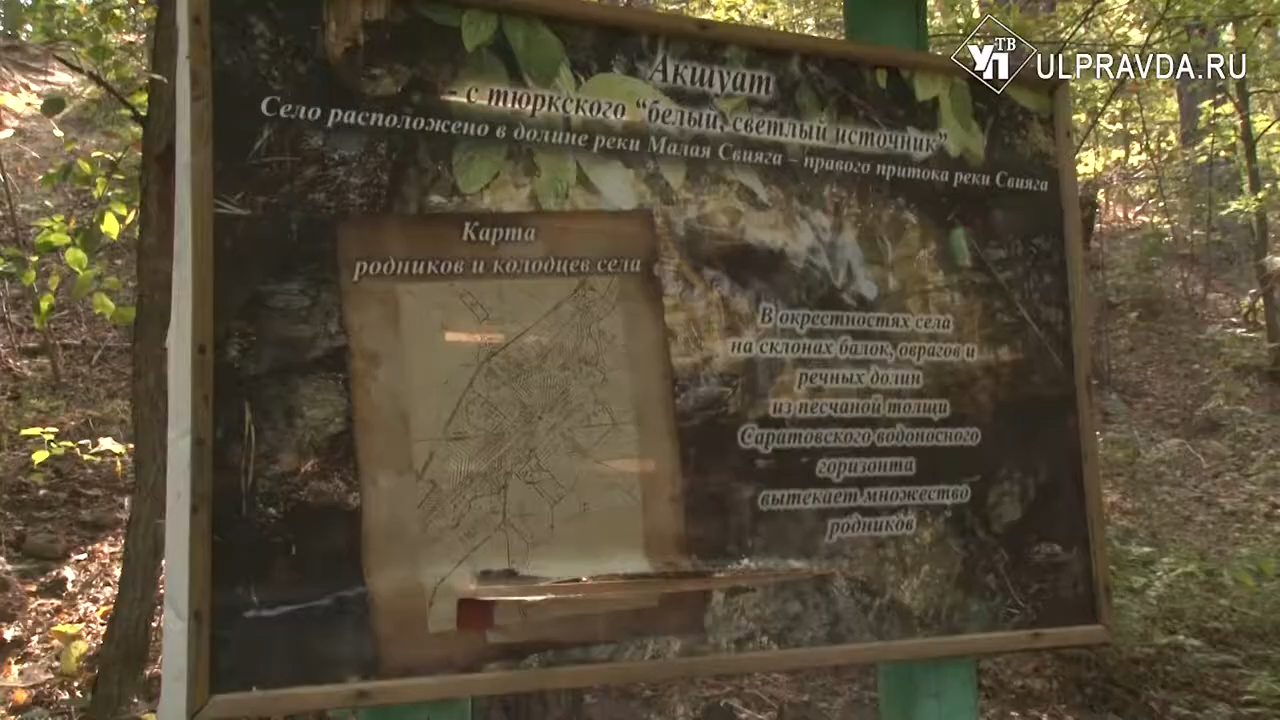 УП ТВ ULPRAVDA.RU
Акшуат
- с тюркского “белый, светлый источник”
Село расположено в долине реки Малая Свияга – правого притока реки Свияга
Карта
родников и колодцев села
В окрестностях села
на склонах балок, оврагов и
речных долин
из песчаной толщи
Саратовского водоносного
горизонта
вытекает множество
родников